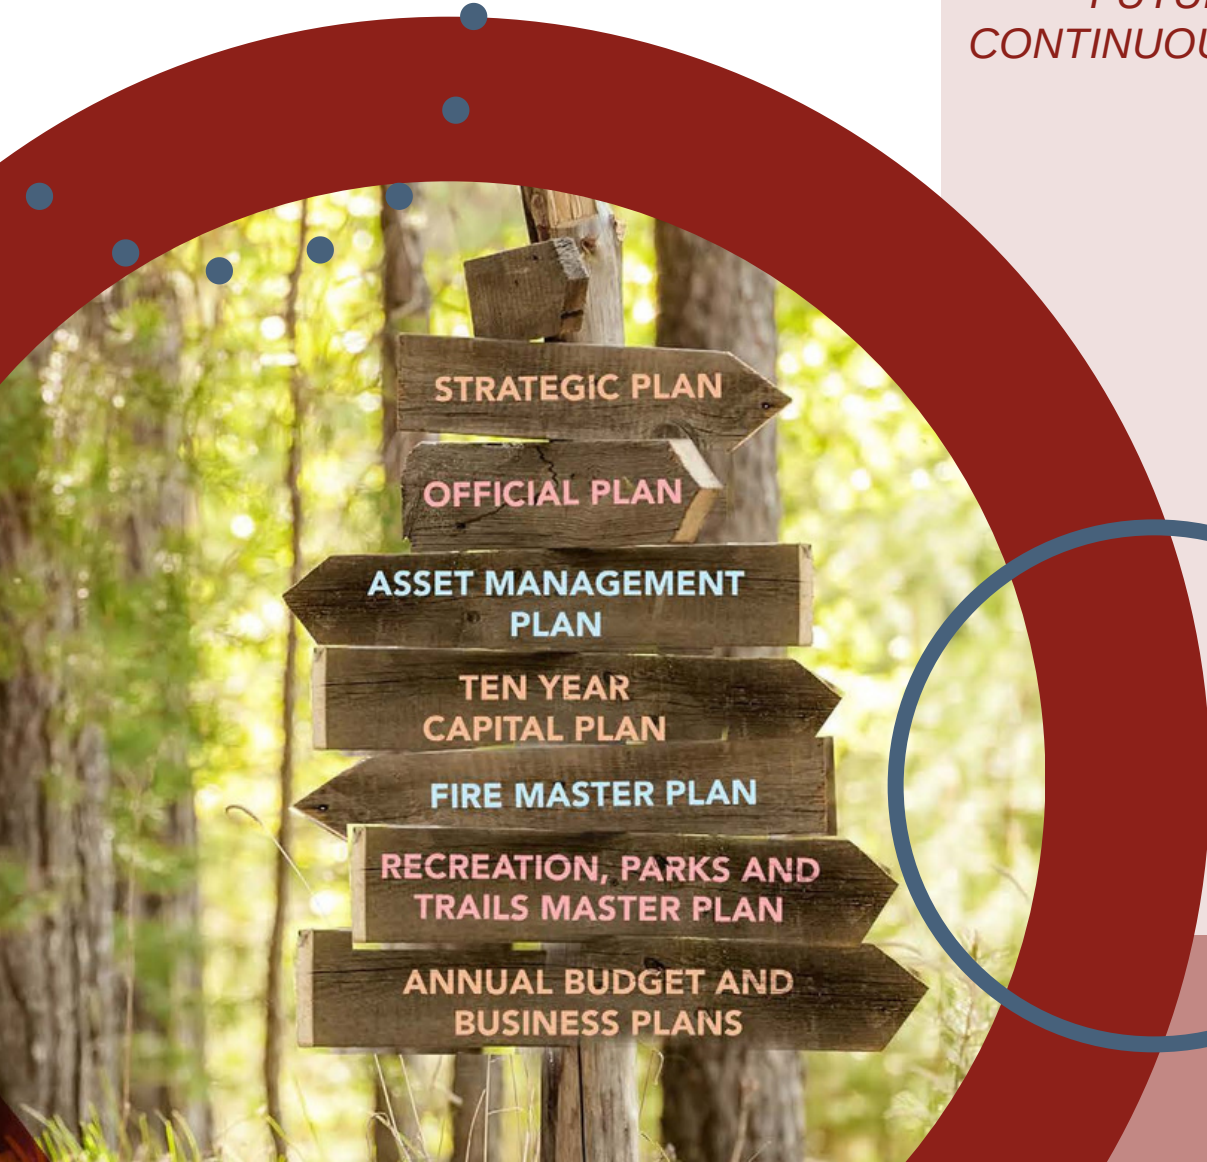 CONTINUOU
STRATEGIC PLAN
OFFICIAL PLAN
ASSET MANAGEMENT
PLAN
TEN YEAR
CAPITAL PLAN
FIRE MASTER PLAN
RECREATION, PARKS AND
TRAILS MASTER PLAN
ANNUAL BUDGET AND
BUSINESS PLANS